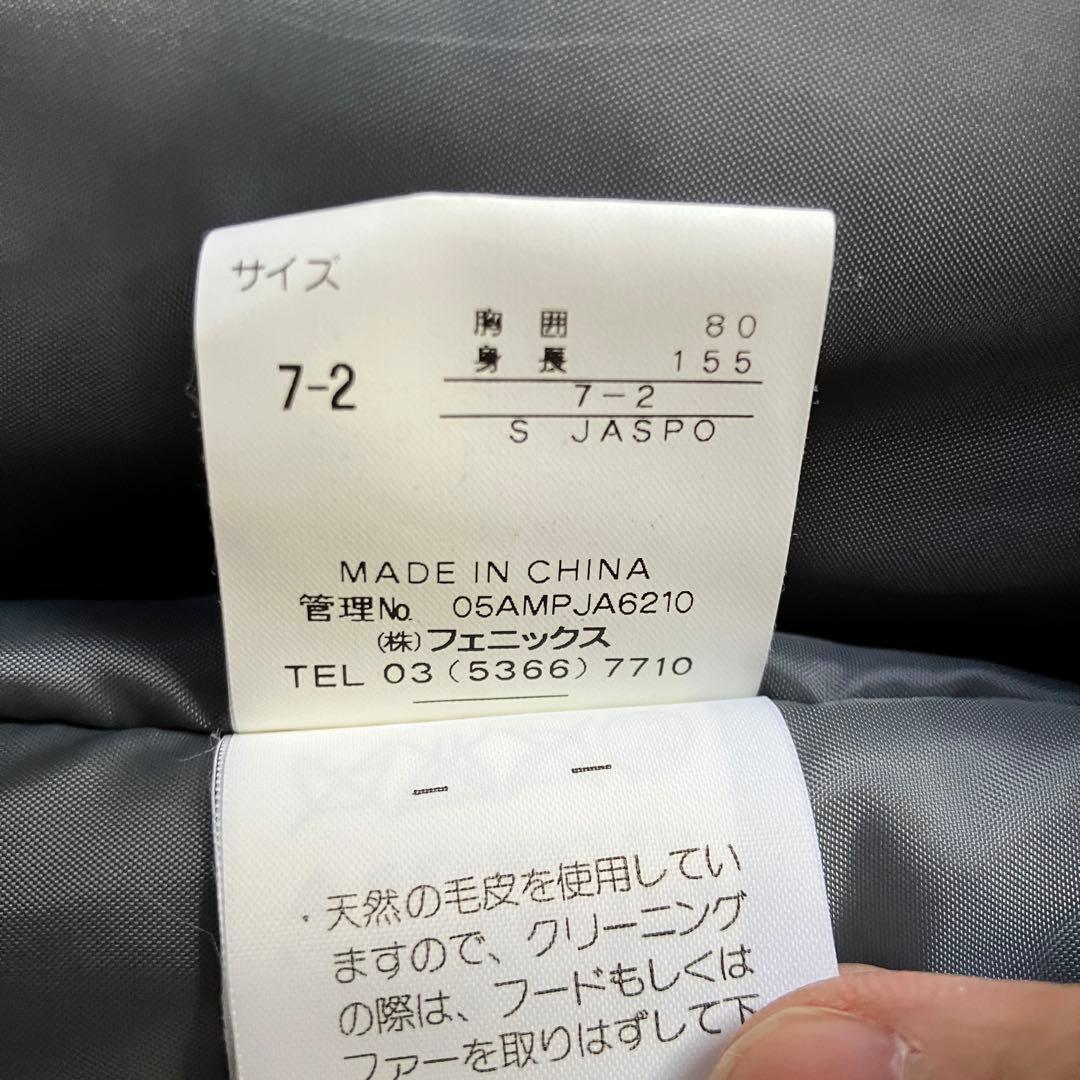 サイズ
7-2
胸 囲 80
身 長 155
7-2
S JASPO
MADE IN CHINA
管理No. 05AMPJA6210
(株)フェニックス
TEL 03(5366)7710
・天然の毛皮を使用してい
ますので、クリーニング
の際は、フードもしくは
ファーを取りはずして下